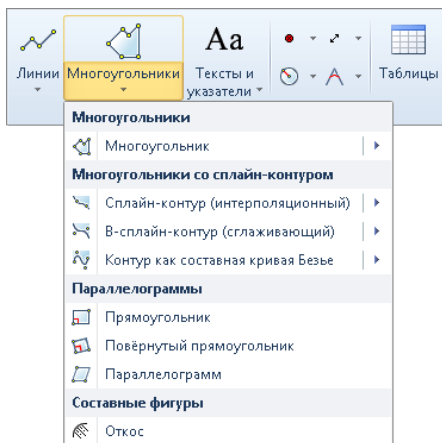 Aa
Линии Многоугольники Тексты и указатели Таблицы
Многоугольники
Многоугольник
Многоугольники со сплайн-контуром
Сплайн-контур (интерполяционный)
В-сплайн-контур (сглаживающий)
Контур как составная кривая Безье
Параллелограммы
Прямоугольник
Повёрнутый прямоугольник
Параллелограмм
Составные фигуры
Откос